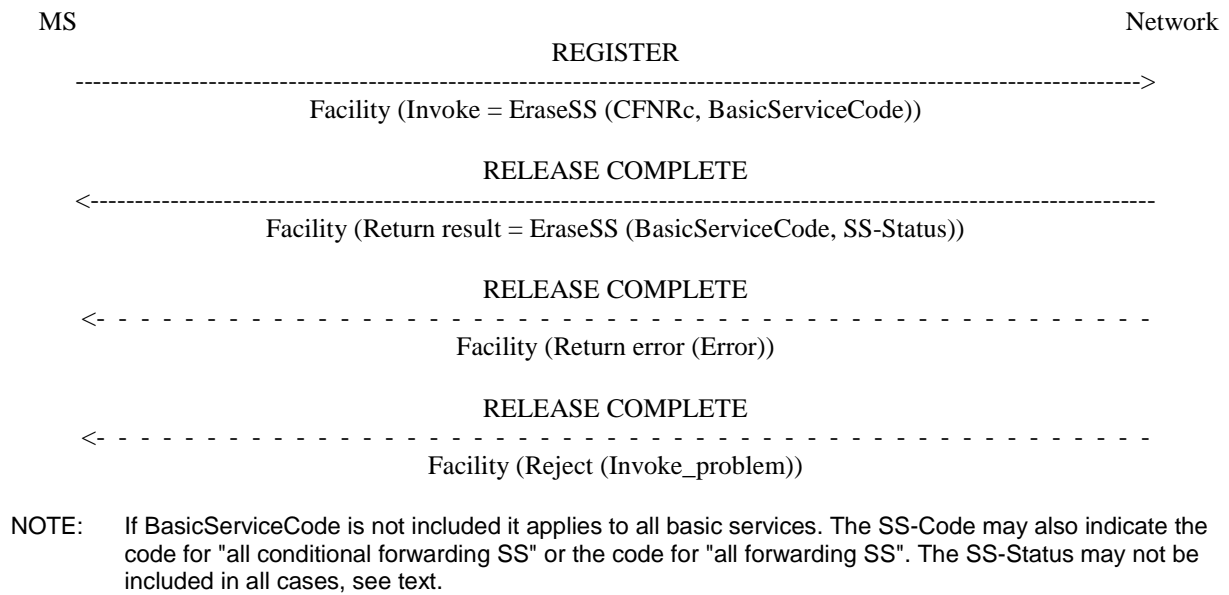 MS Network
REGISTER
------------------------------------------------------------------------------------------------------------------------>
Facility (Invoke = EraseSS (CFNRc, BasicServiceCode))
RELEASE COMPLETE
<------------------------------------------------------------------------------------------------------------------------
Facility (Return result = EraseSS (BasicServiceCode, SS-Status))
RELEASE COMPLETE
<- - - - - - - - - - - - - - - - - - - - - - - - - - - - - - - - - - - - - - - - - - - - - - - -
Facility (Return error (Error))
RELEASE COMPLETE
<- - - - - - - - - - - - - - - - - - - - - - - - - - - - - - - - - - - - - - - - - - - - - - - -
Facility (Reject (Invoke_problem))
NOTE: If BasicServiceCode is not included it applies to all basic services. The SS-Code may also indicate the
code for "all conditional forwarding SS" or the code for "all forwarding SS". The SS-Status may not be
included in all cases, see text.